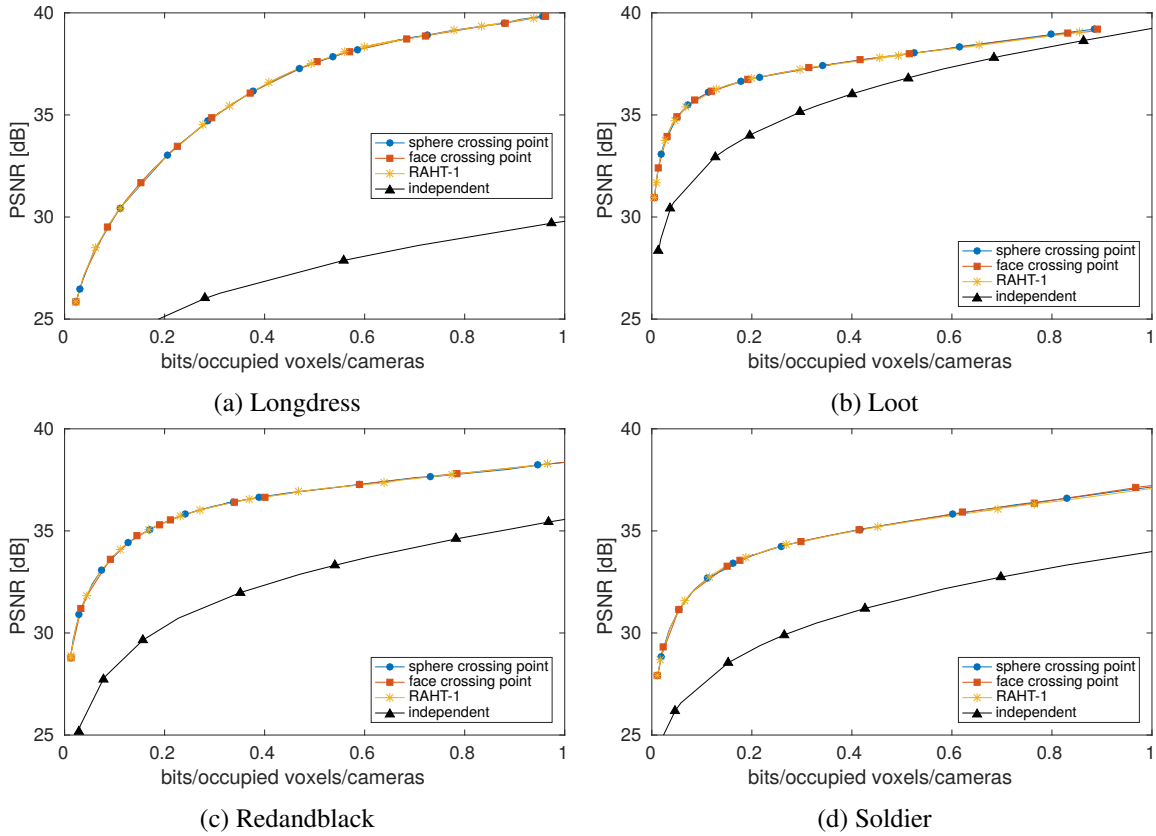 40
35
30
25
PSNR [dB]
0 0.2 0.4 0.6 0.8 1
bits/occupied voxels/cameras
sphere crossing point
face crossing point
RAHT-1
independent
(a) Longdress
40
35
30
25
PSNR [dB]
0 0.2 0.4 0.6 0.8 1
bits/occupied voxels/cameras
sphere crossing point
face crossing point
RAHT-1
independent
(b) Loot
40
35
30
25
PSNR [dB]
0 0.2 0.4 0.6 0.8 1
bits/occupied voxels/cameras
sphere crossing point
face crossing point
RAHT-1
independent
(c) Redandblack
40
35
30
25
PSNR [dB]
0 0.2 0.4 0.6 0.8 1
bits/occupied voxels/cameras
sphere crossing point
face crossing point
RAHT-1
independent
(d) Soldier